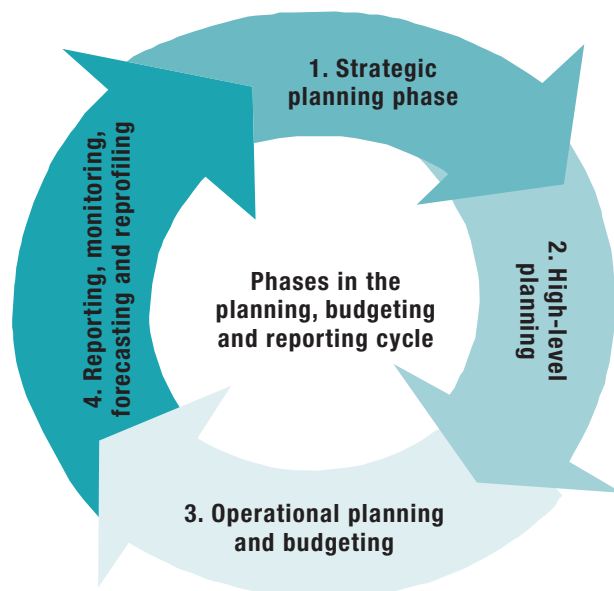 1. Strategic
planning phase
2. High-level
planning
Phases in the
planning, budgeting
and reporting cycle
3. Operational planning
and budgeting
4. Reporting, monitoring,
forecasting and reprofiling